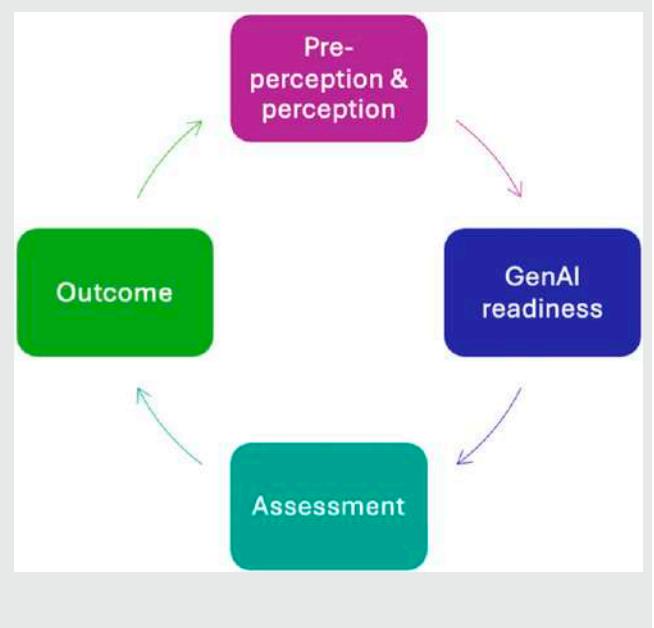 Pre-
perception &
perception
GenAI
readiness
Assessment
Outcome